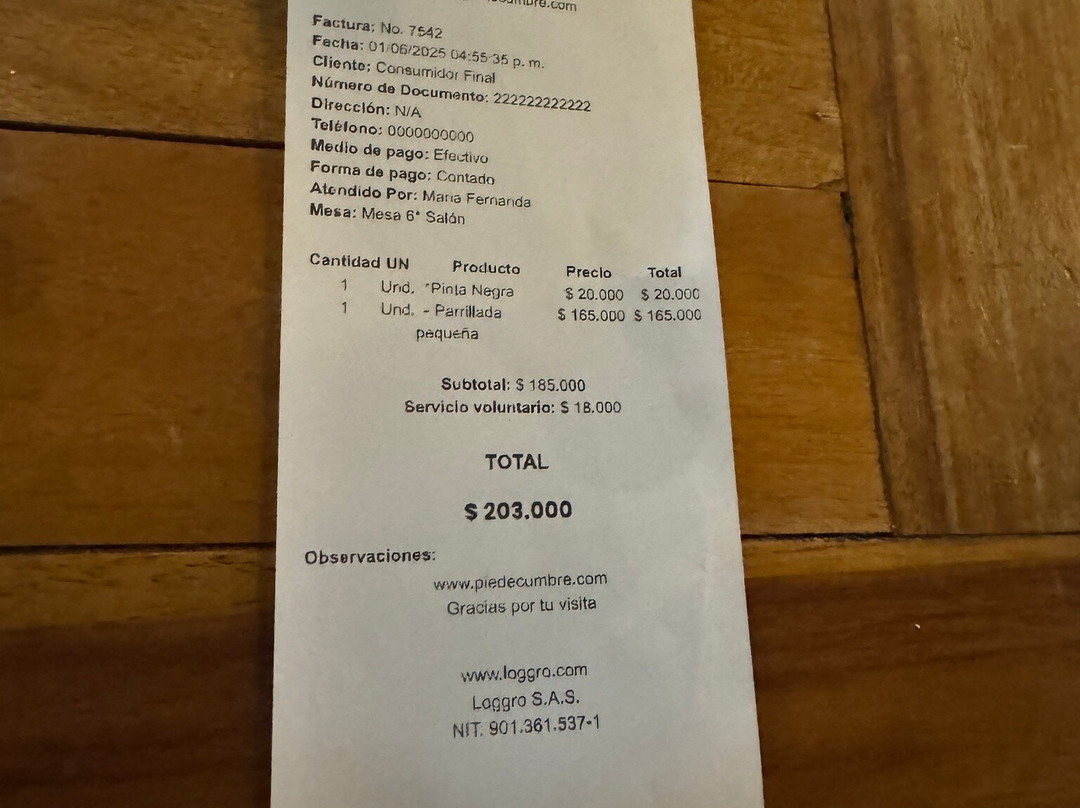 Factura: No. 7542
Fecha: 01/06/2025 04:55:35 p. m.
Cliente: Consumidor Final
Número de Documento: 222222222222
Dirección: N/A
Teléfono: 0000000000
Medio de pago: Efectivo
Forma de pago: Contado
Atendido Por: Maria Fernanda
Mesa: Mesa 6* Salón
Cantidad UN Producto Precio Total
1 Und. *Pinta Negra $ 20.000 $ 20.000
1 Und. - Parrillada $ 165.000 $ 165.000
pequeña
Subtotal: $ 185.000
Servicio voluntario: $ 18.000
TOTAL
$ 203.000
Observaciones:
www.piedecumbre.com
Gracias por tu visita
www.loggro.com
Loggro S.A.S.
NIT. 901.361.537-1